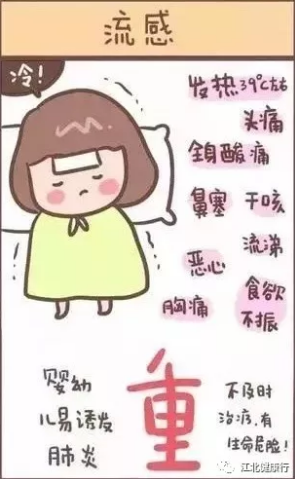 流感
冷!
发热39℃左右
头痛
全身酸痛
鼻塞 干咳
流涕
恶心
食欲
不振
胸痛
婴幼
儿易诱发
肺炎
重
不及时
治疗,有
生命危险!
江北健康行